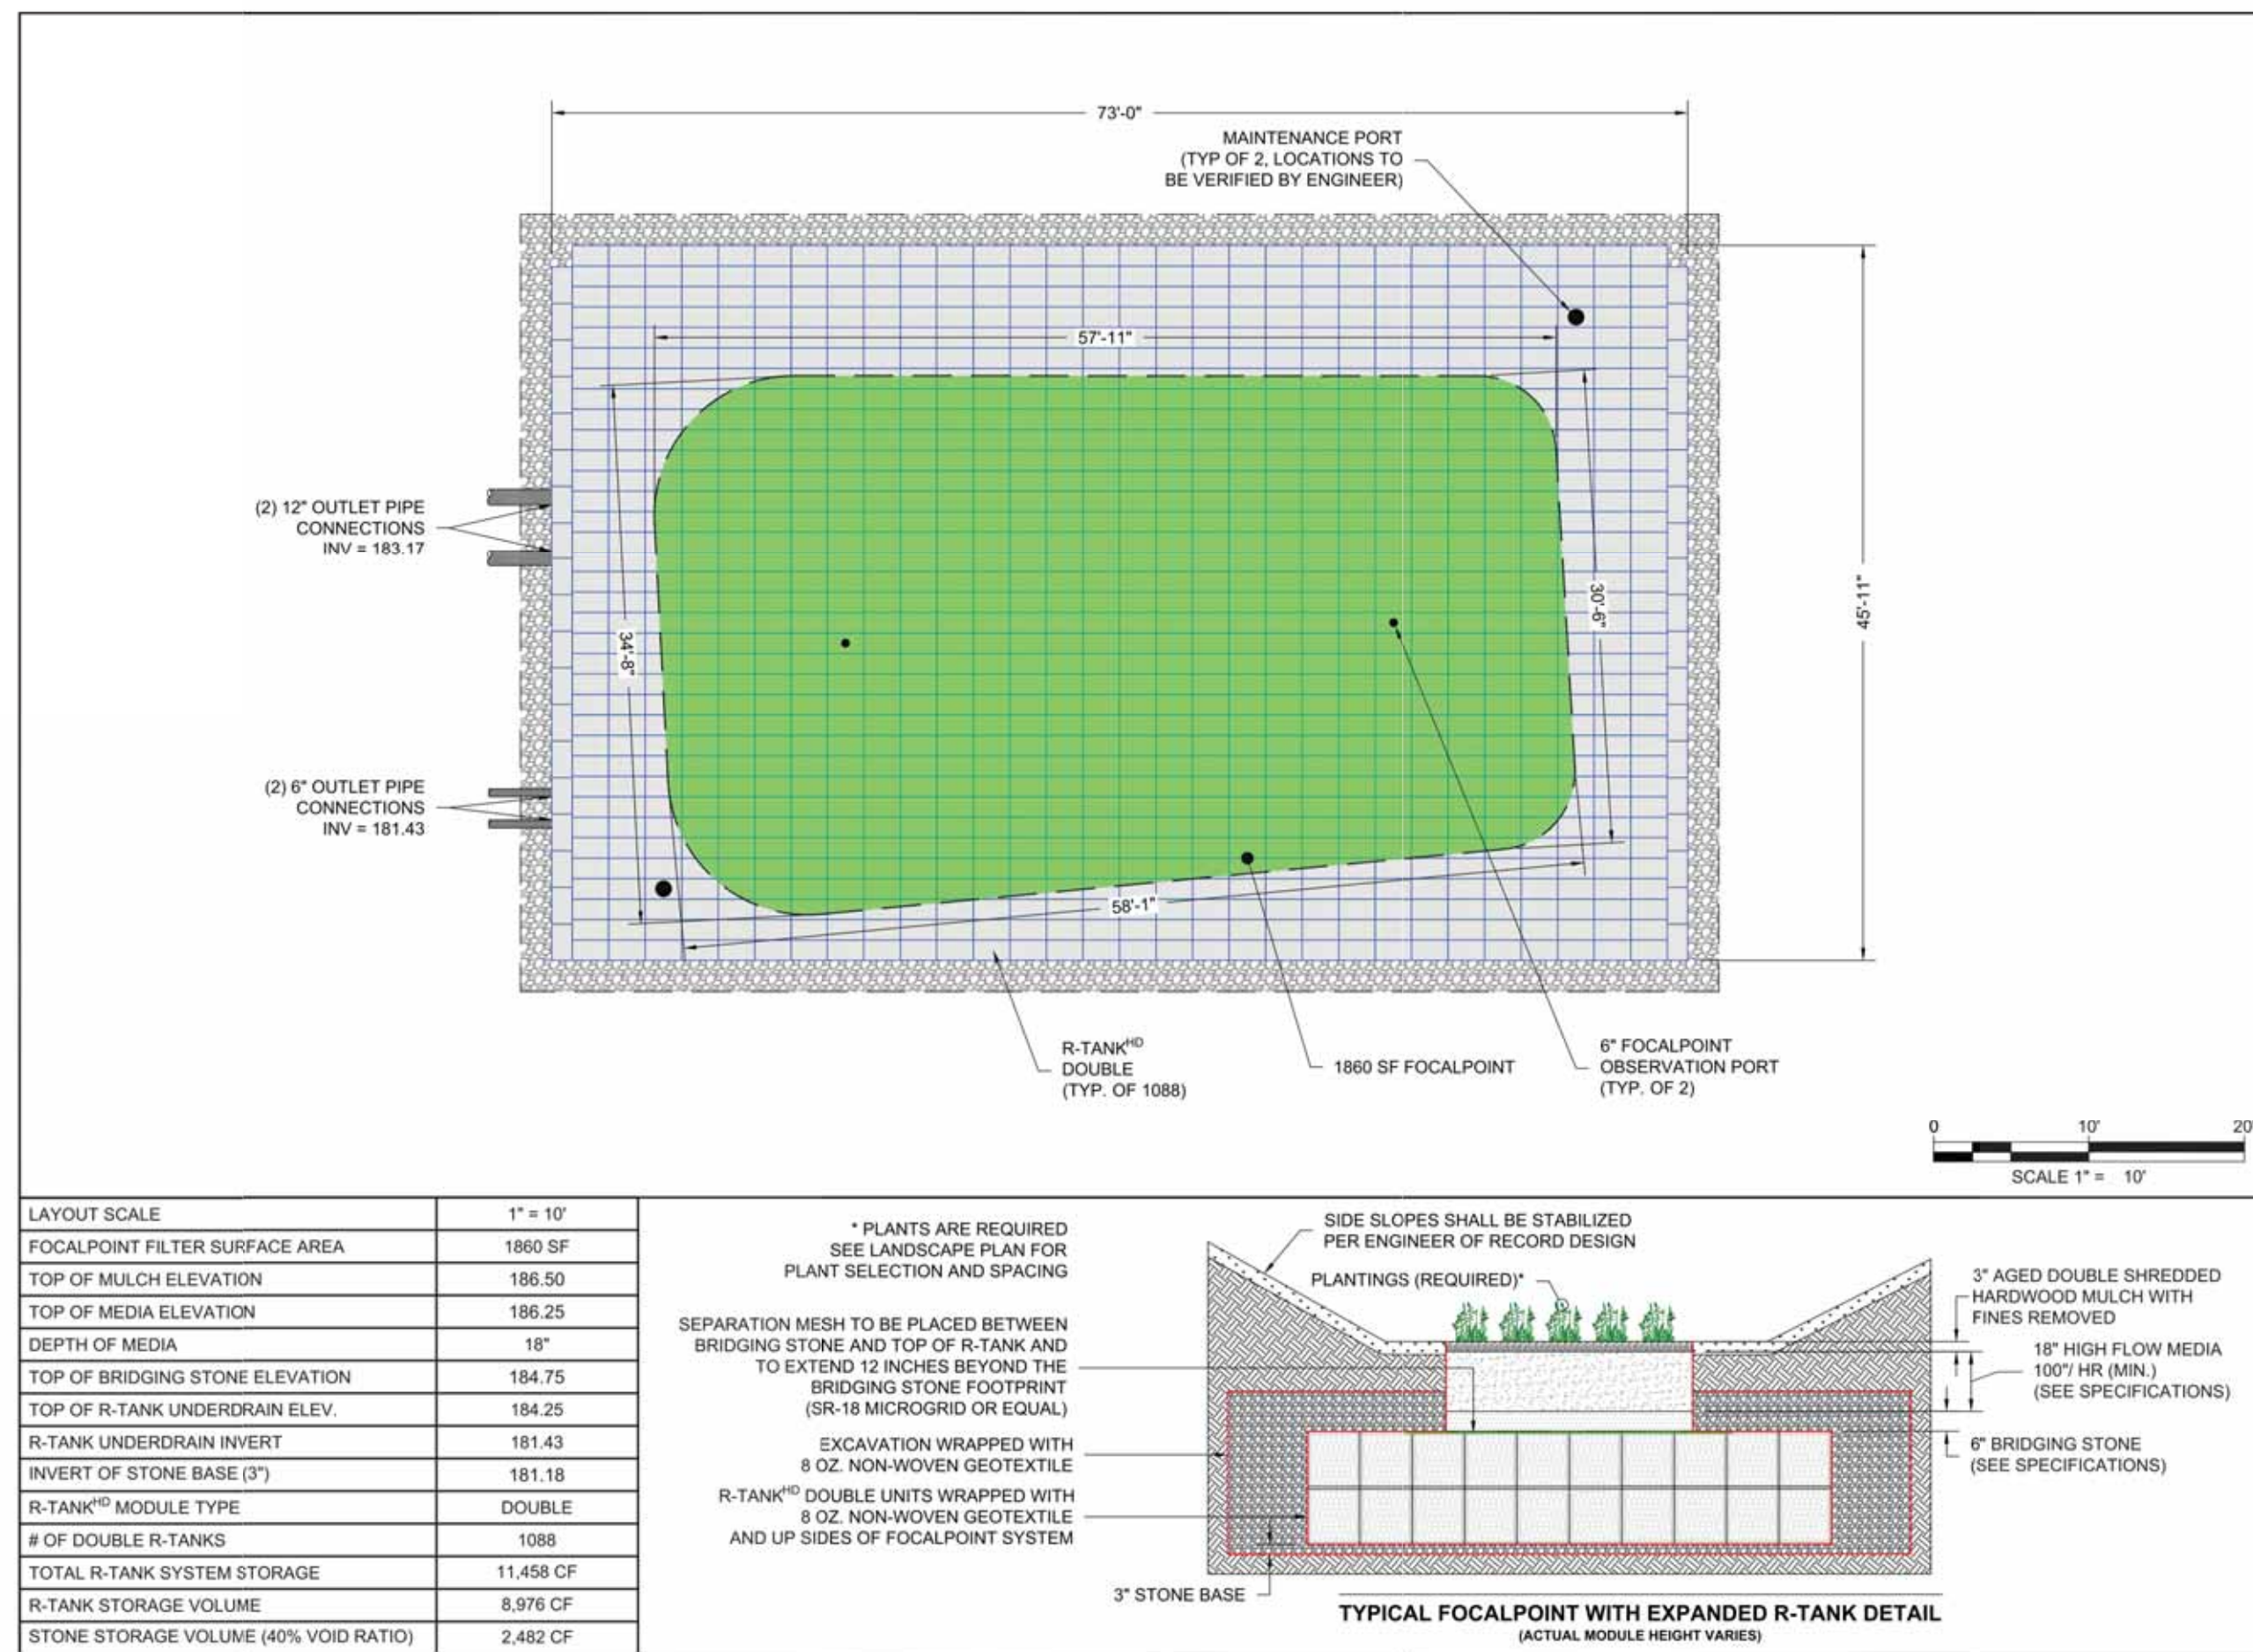 73'-0"
MAINTENANCE PORT
(TYP OF 2, LOCATIONS TO
BE VERIFIED BY ENGINEER)
57'-11"
(2) 12" OUTLET PIPE
CONNECTIONS
INV = 183.17
34'-8"
30'-6"
45'-11"
(2) 6" OUTLET PIPE
CONNECTIONS
INV = 181.43
58'-1"
R-TANKHD
DOUBLE
(TYP. OF 1088)
1860 SF FOCALPOINT
6" FOCALPOINT
OBSERVATION PORT
(TYP. OF 2)
0 10' 20'
SCALE 1" = 10'
LAYOUT SCALE 1" = 10'
FOCALPOINT FILTER SURFACE AREA 1860 SF
TOP OF MULCH ELEVATION 186.50
TOP OF MEDIA ELEVATION 186.25
DEPTH OF MEDIA 18"
TOP OF BRIDGING STONE ELEVATION 184.75
TOP OF R-TANK UNDERDRAIN ELEV. 184.25
R-TANK UNDERDRAIN INVERT 181.43
INVERT OF STONE BASE (3") 181.18
R-TANKHD MODULE TYPE DOUBLE
# OF DOUBLE R-TANKS 1088
TOTAL R-TANK SYSTEM STORAGE 11,458 CF
R-TANK STORAGE VOLUME 8,976 CF
STONE STORAGE VOLUME (40% VOID RATIO) 2,482 CF
* PLANTS ARE REQUIRED
SEE LANDSCAPE PLAN FOR
PLANT SELECTION AND SPACING
SEPARATION MESH TO BE PLACED BETWEEN
BRIDGING STONE AND TOP OF R-TANK AND
TO EXTEND 12 INCHES BEYOND THE
BRIDGING STONE FOOTPRINT
(SR-18 MICROGRID OR EQUAL)
EXCAVATION WRAPPED WITH
8 OZ. NON-WOVEN GEOTEXTILE
R-TANKHD DOUBLE UNITS WRAPPED WITH
8 OZ. NON-WOVEN GEOTEXTILE
AND UP SIDES OF FOCALPOINT SYSTEM
3" STONE BASE
SIDE SLOPES SHALL BE STABILIZED
PER ENGINEER OF RECORD DESIGN
PLANTINGS (REQUIRED)*
3" AGED DOUBLE SHREDDED
HARDWOOD MULCH WITH
FINES REMOVED
18" HIGH FLOW MEDIA
100"/ HR (MIN.)
(SEE SPECIFICATIONS)
6" BRIDGING STONE
(SEE SPECIFICATIONS)
TYPICAL FOCALPOINT WITH EXPANDED R-TANK DETAIL
(ACTUAL MODULE HEIGHT VARIES)